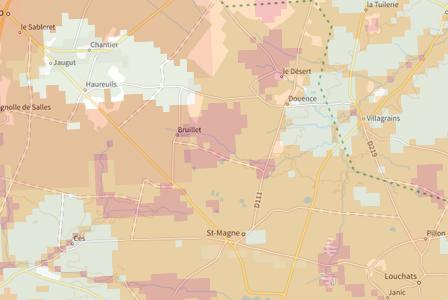 la Tuilerie
le Sableret
Chantier
Jaugut
le Désert
Haureuils
Douence
gnolle de Salles
Villagrains
Bruillet
D219
D111
St-Magne
Cès
Pillon
Louchats
Janic